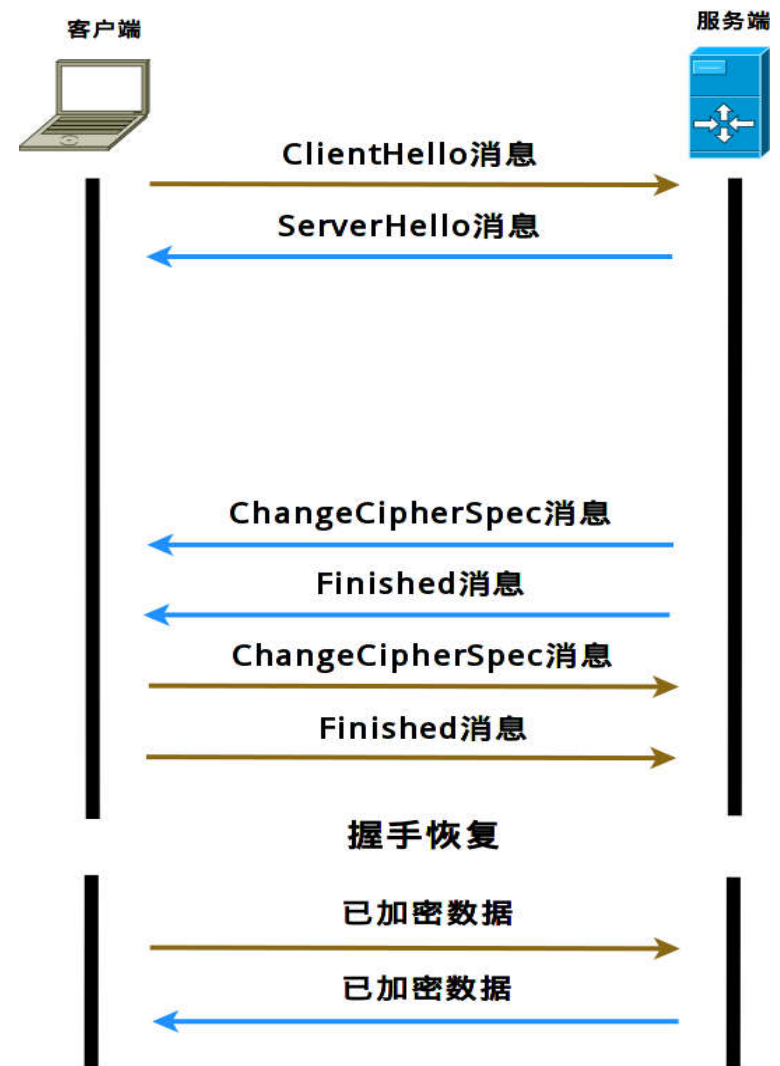 客户端
服务端
ClientHello消息
ServerHello消息
ChangeCipherSpec消息
Finished消息
ChangeCipherSpec消息
Finished消息
握手恢复
已加密数据
已加密数据